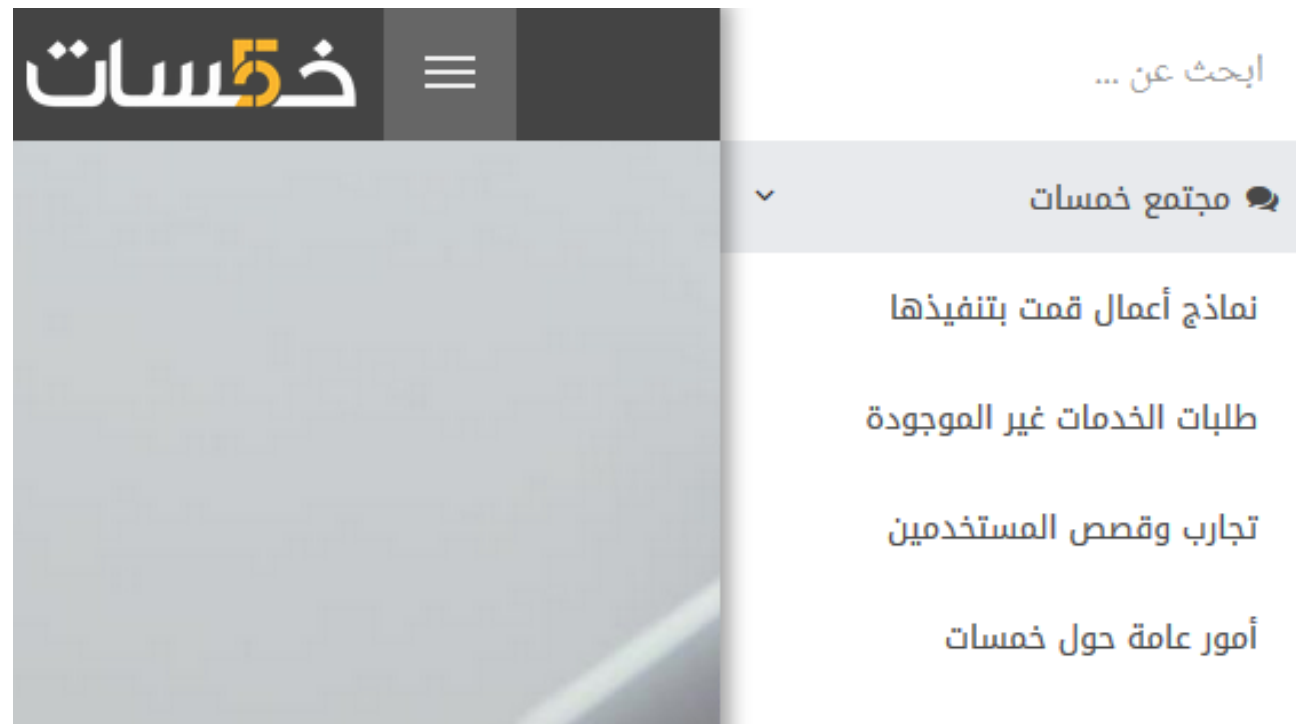 خمسات
ابحث عن ...
مجتمع خمسات
نماذج أعمال قمت بتنفيذها
طلبات الخدمات غير الموجودة
تجارب وقصص المستخدمين
أمور عامة حول خمسات